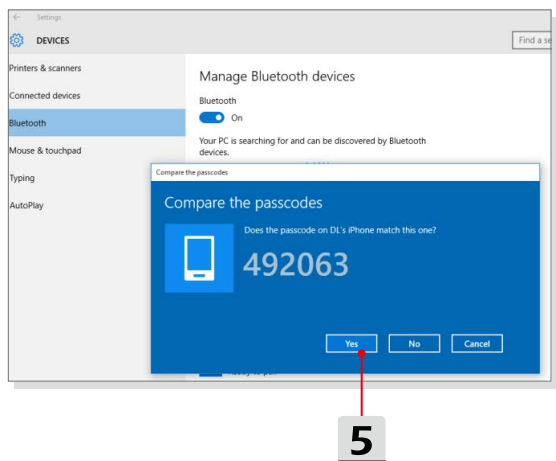 Settings
DEVICES
Find a se
Printers & scanners
Connected devices
Bluetooth
Mouse & touchpad
Typing
AutoPlay
Manage Bluetooth devices
Bluetooth
On
Your PC is searching for and can be discovered by Bluetooth
devices.
Compare the passcodes
Compare the passcodes
Does the passcode on DL's iPhone match this one?
492063
Yes No Cancel
5